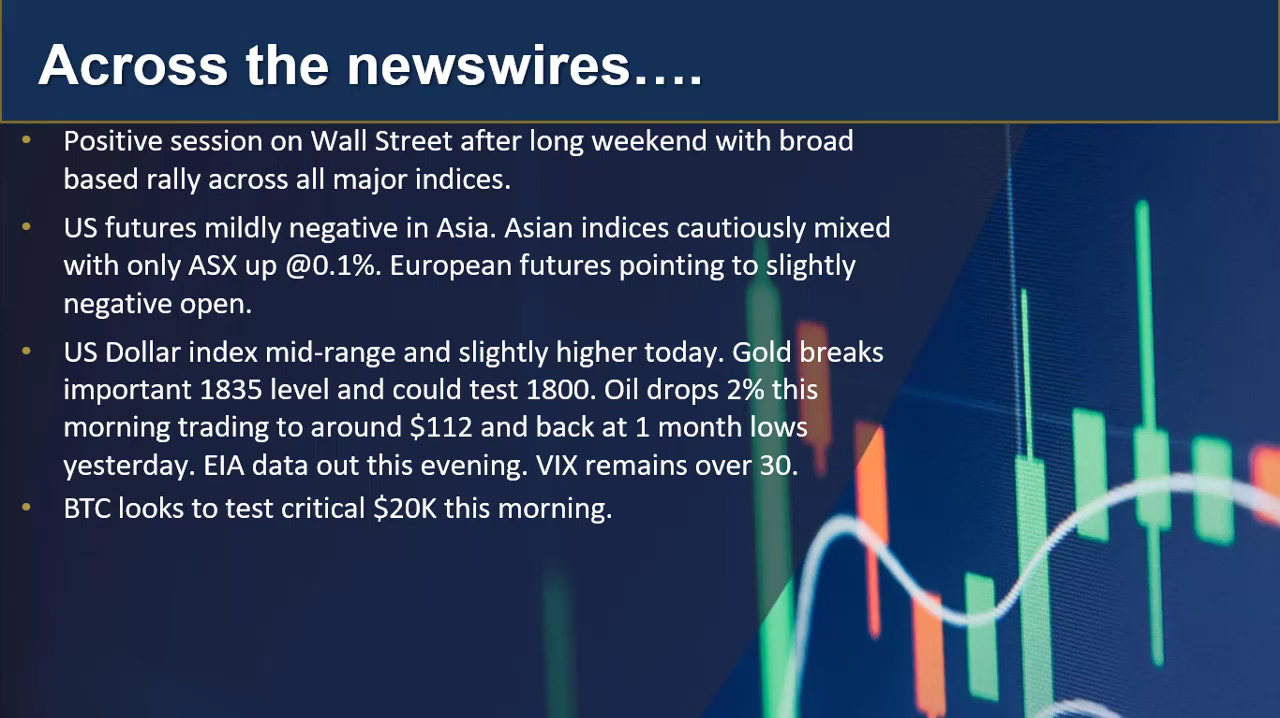 Across the newswires….
• Positive session on Wall Street after long weekend with broad
based rally across all major indices.
• US futures mildly negative in Asia. Asian indices cautiously mixed
with only ASX up @0.1%. European futures pointing to slightly
negative open.
• US Dollar index mid-range and slightly higher today. Gold breaks
important 1835 level and could test 1800. Oil drops 2% this
morning trading to around $112 and back at 1 month lows
yesterday. EIA data out this evening. VIX remains over 30.
• BTC looks to test critical $20K this morning.